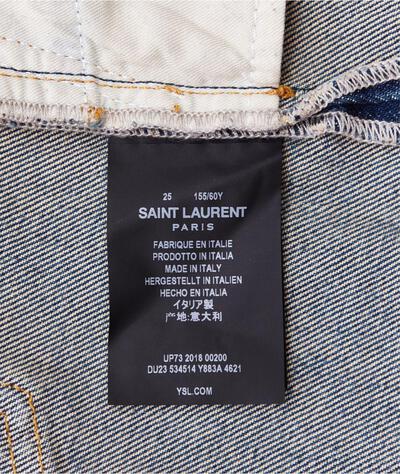 25 155/60Y
SAINT LAURENT
PARIS
FABRIQUE EN ITALIE
PRODOTTO IN ITALIA
MADE IN ITALY
HERGESTELLT IN ITALIEN
HECHO EN ITALIA
イタリア製
地:意大利
UP73 2018 00200
DU23 534514 Y883A 4621
YSL.COM